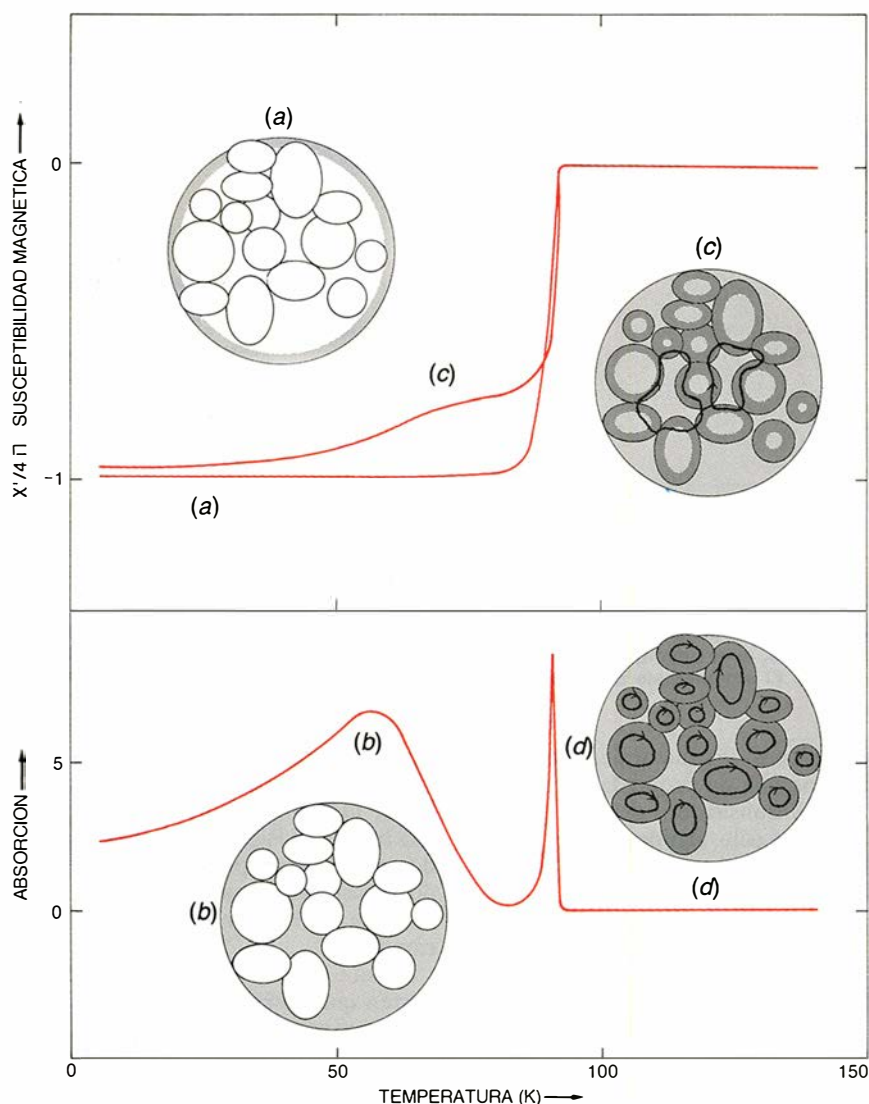 X'/4 π SUSCEPTIBILIDAD MAGNETICA
0
-1
(a)
(c)
(c)
(a)
ABSORCION
5
0
(b)
(b)
(d)
(d)
0
50
100
150
TEMPERATURA (K)